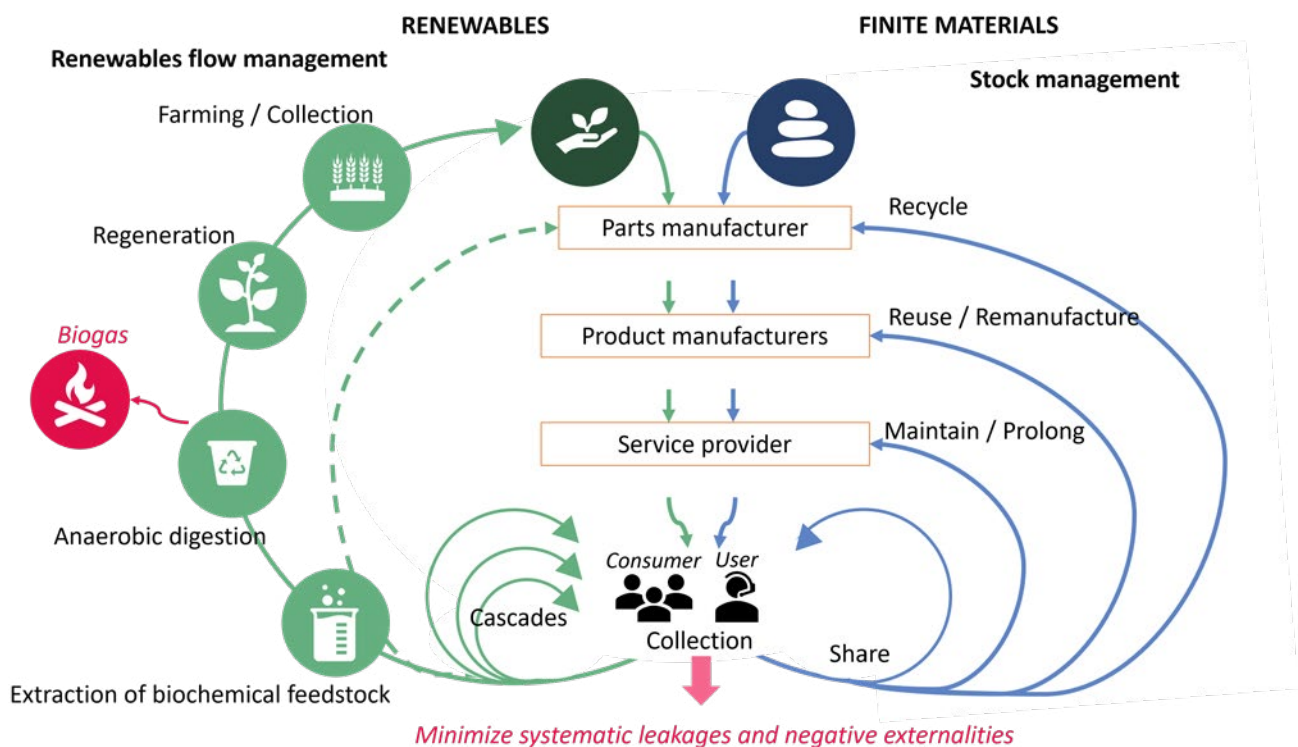 RENEWABLES
FINITE MATERIALS
Renewables flow management
Stock management
Farming / Collection
Recycle
Parts manufacturer
Regeneration
Reuse / Remanufacture
Biogas
Product manufacturers
Maintain / Prolong
Service provider
Anaerobic digestion
Consumer
User
Cascades
Collection
Share
Extraction of biochemical feedstock
Minimize systematic leakages and negative externalities